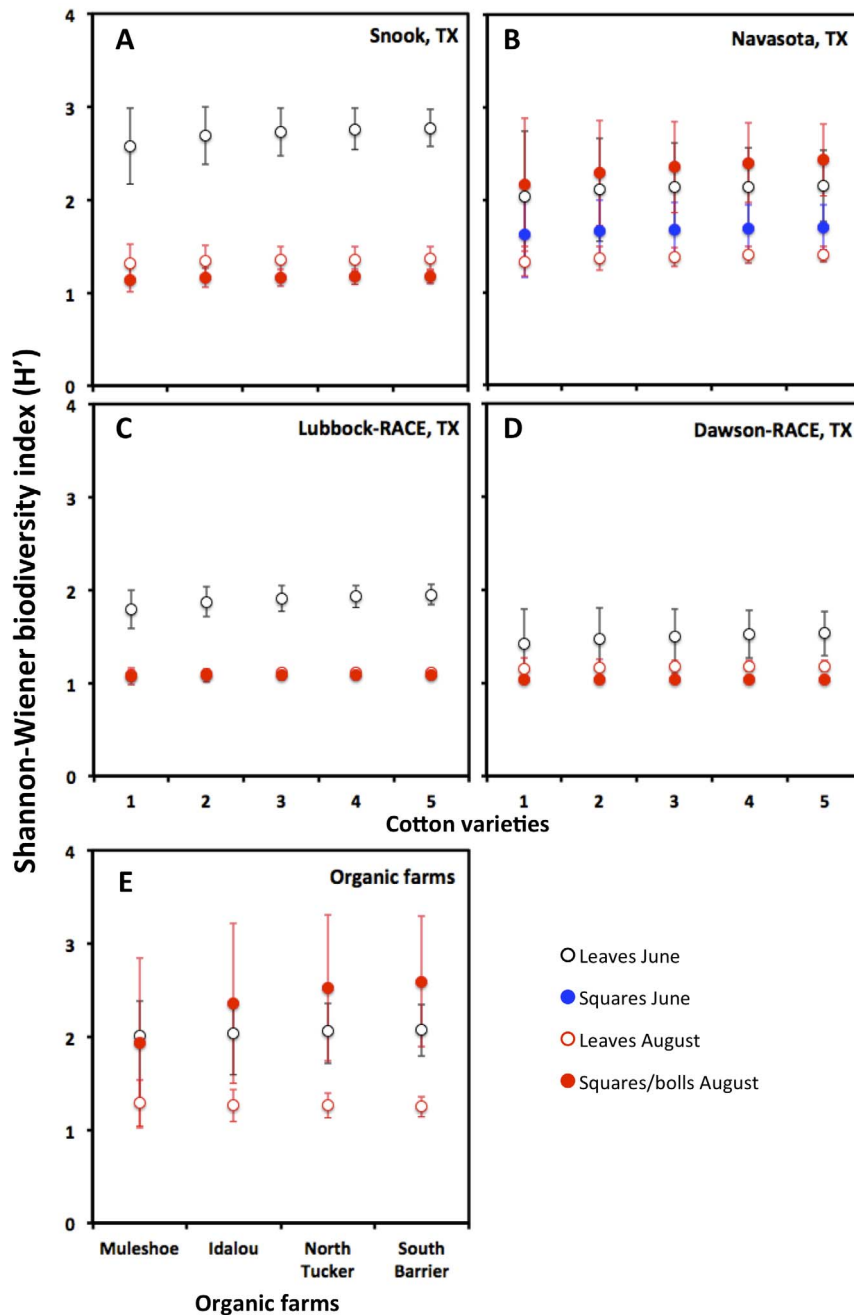 Shannon-Wiener biodiversity index (H’)
A
Snook, TX
4
3
2
1
0
B
Navasota, TX
C
Lubbock-RACE, TX
4
3
2
1
0
1 2 3 4 5
D
Dawson-RACE, TX
1 2 3 4 5
Cotton varieties
E
Organic farms
4
3
2
1
0
Muleshoe Idalou North Tucker South Barrier
Organic farms
Leaves June
Squares June
Leaves August
Squares/bolls August